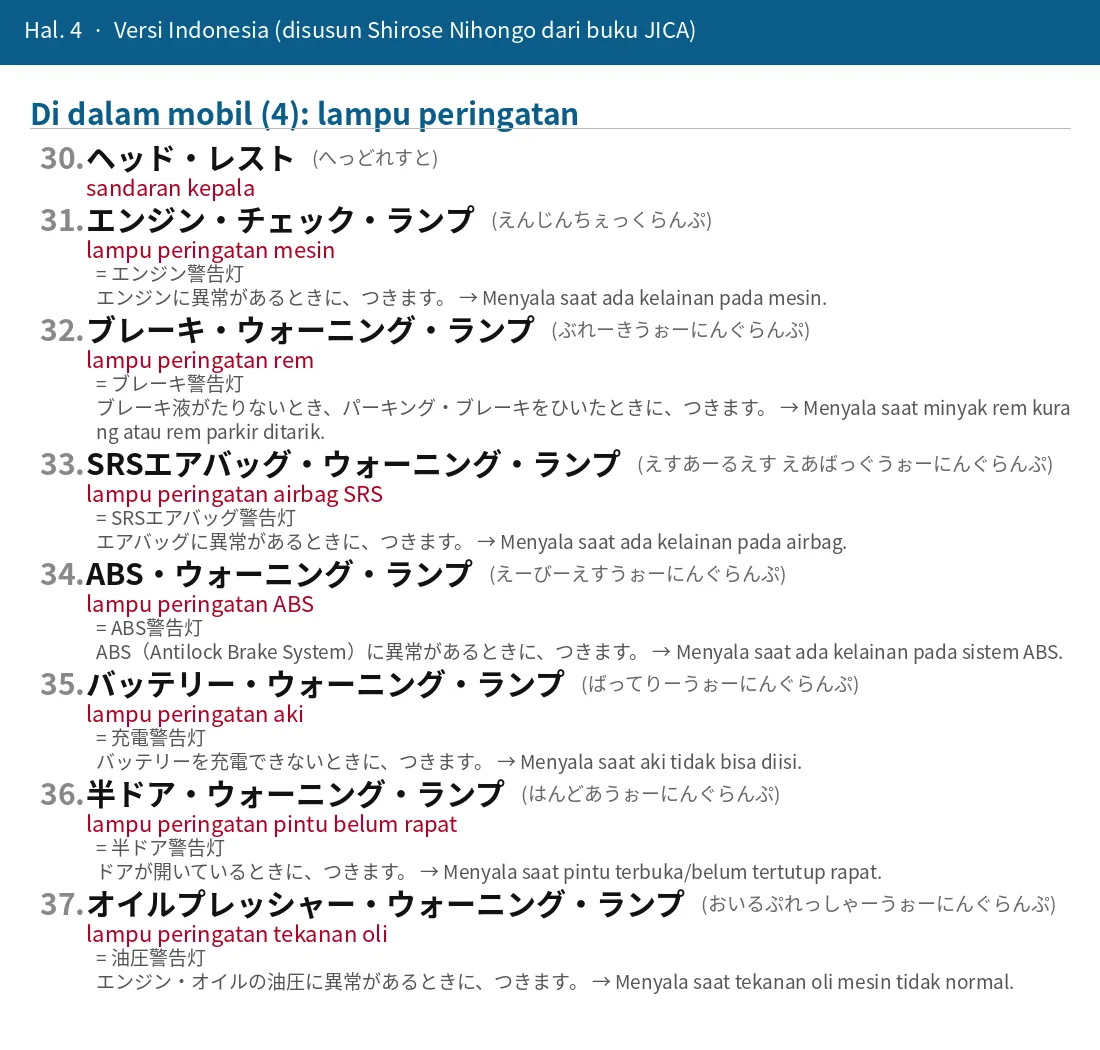 Hal. 4 · Versi Indonesia (disusun Shirose Nihongo dari buku JICA)
Di dalam mobil (4): lampu peringatan
30. ヘッド・レスト (へっどれすと)
sandaran kepala
31. エンジン・チェック・ランプ (えんじんちぇっくらんぷ)
lampu peringatan mesin
= エンジン警告灯
エンジンに異常があるときに、つきます。 → Menyala saat ada kelainan pada mesin.
32. ブレーキ・ウォーニング・ランプ (ぶれーきうぉーにんぐらんぷ)
lampu peringatan rem
= ブレーキ警告灯
ブレーキ液がたりないとき、パーキング・ブレーキをひいたときに、つきます。 → Menyala saat minyak rem kura
ng atau rem parkir ditarik.
33. SRSエアバッグ・ウォーニング・ランプ (えすあーるえす えあばっぐうぉーにんぐらんぷ)
lampu peringatan airbag SRS
= SRSエアバッグ警告灯
エアバッグに異常があるときに、つきます。 → Menyala saat ada kelainan pada airbag.
34. ABS・ウォーニング・ランプ (えーびーえすうぉーにんぐらんぷ)
lampu peringatan ABS
= ABS警告灯
ABS（Antilock Brake System）に異常があるときに、つきます。 → Menyala saat ada kelainan pada sistem ABS.
35. バッテリー・ウォーニング・ランプ (ばってりーうぉーにんぐらんぷ)
lampu peringatan aki
= 充電警告灯
バッテリーを充電できないときに、つきます。 → Menyala saat aki tidak bisa diisi.
36. 半ドア・ウォーニング・ランプ (はんどあうぉーにんぐらんぷ)
lampu peringatan pintu belum rapat
= 半ドア警告灯
ドアが開いているときに、つきます。 → Menyala saat pintu terbuka/belum tertutup rapat.
37. オイルプレッシャー・ウォーニング・ランプ (おいるぷれっしゃーうぉーにんぐらんぷ)
lampu peringatan tekanan oli
= 油圧警告灯
エンジン・オイルの油圧に異常があるときに、つきます。 → Menyala saat tekanan oli mesin tidak normal.